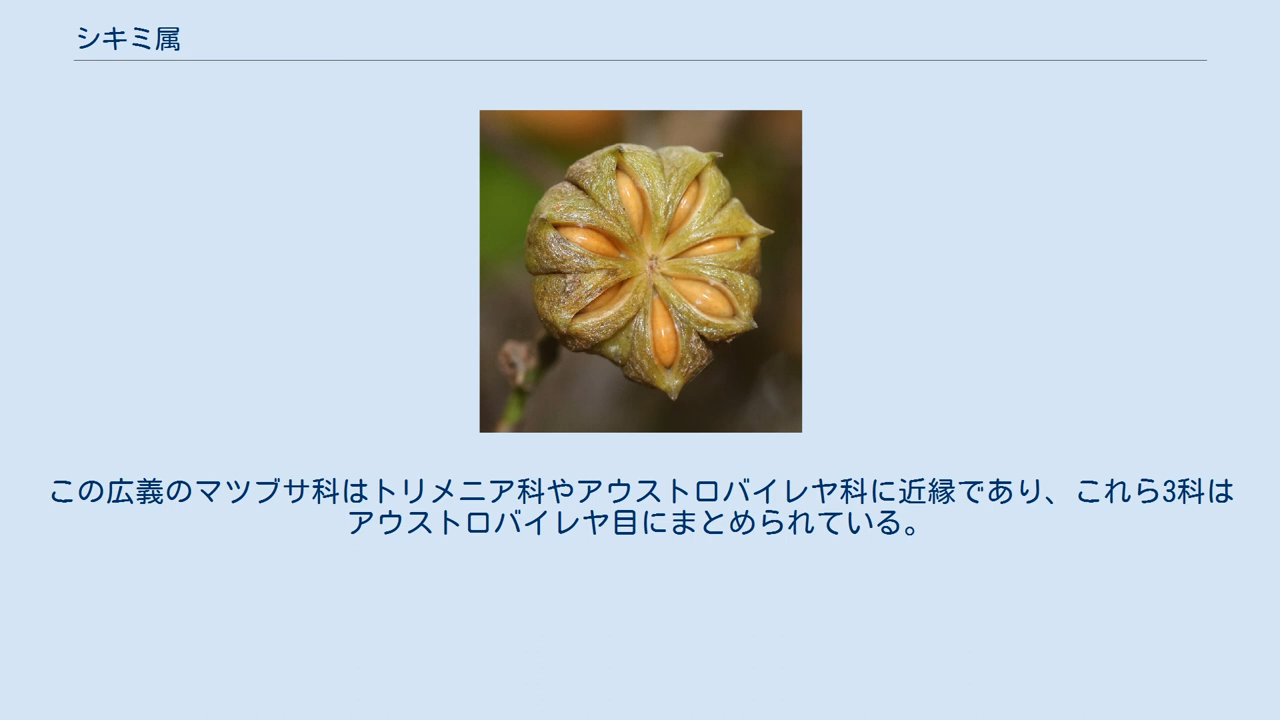 シキミ属
この広義のマツブサ科はトリメニア科やアウストロバイレヤ科に近縁であり、これら3科は
アウストロバイレヤ目にまとめられている。